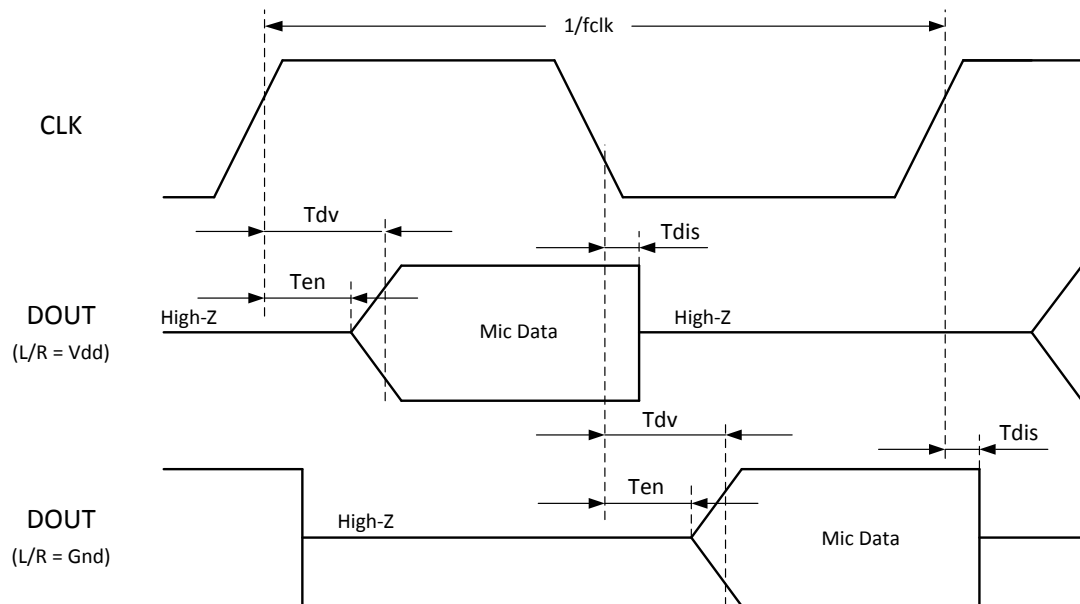 1/fclk
CLK
Tdv
Tdis
Ten
DOUT
(L/R = Vdd)
High-Z
Mic Data
High-Z
Tdv
Tdis
Ten
DOUT
(L/R = Gnd)
High-Z
Mic Data